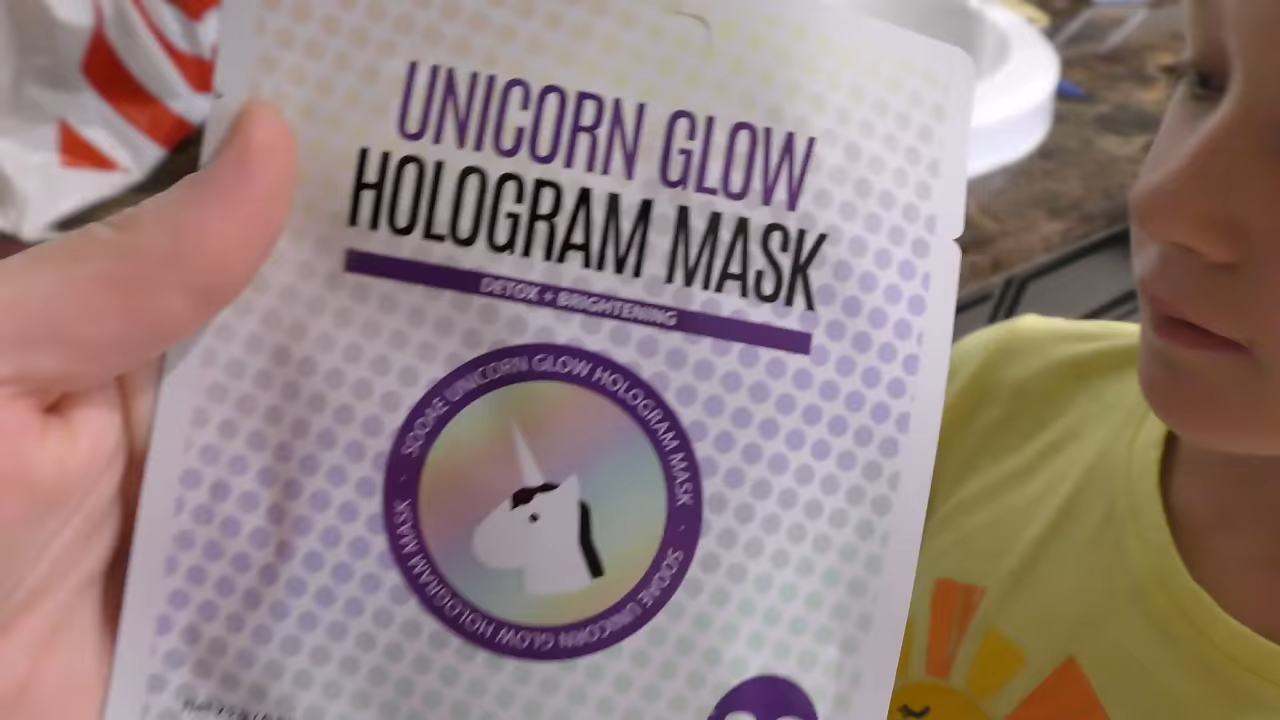 UNICORN GLOW
HOLOGRAM MASK
DETOX + BRIGHTENING
SOOAE UNICORN GLOW HOLOGRAM MASK · SOOAE UNICORN GLOW HOLOGRAM MASK ·